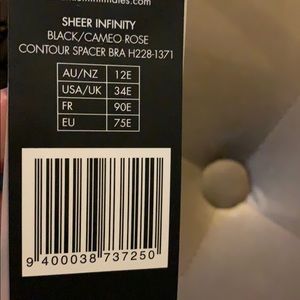 SHEER INFINITY
BLACK/CAMEO ROSE
CONTOUR SPACER BRA H228-1371
AU/NZ 12E
USA/UK 34E
FR 90E
EU 75E
9 400038 737250